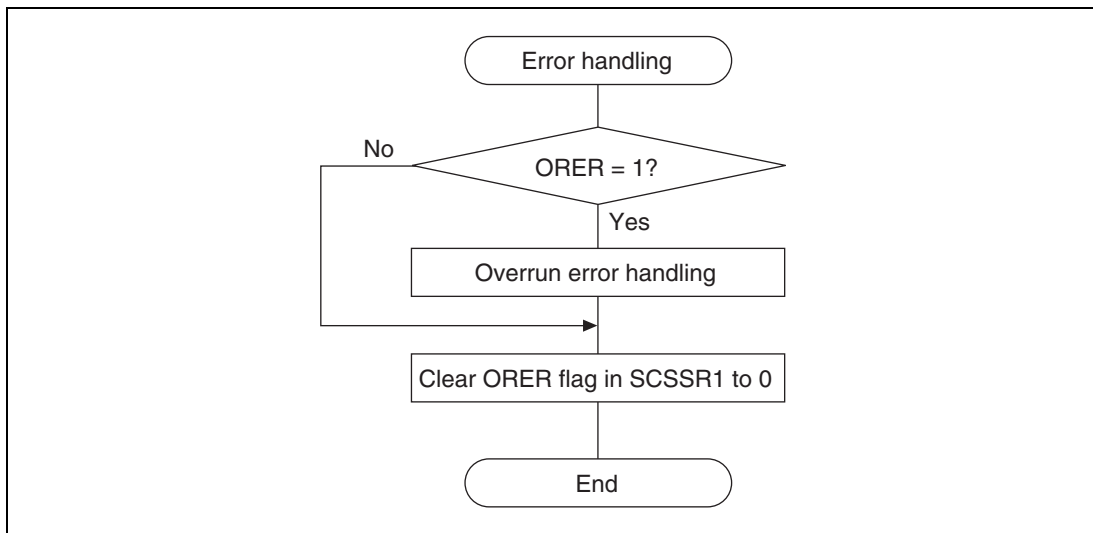 Error handling
No
ORER = 1?
Yes
Overrun error handling
Clear ORER flag in SCSSR1 to 0
End